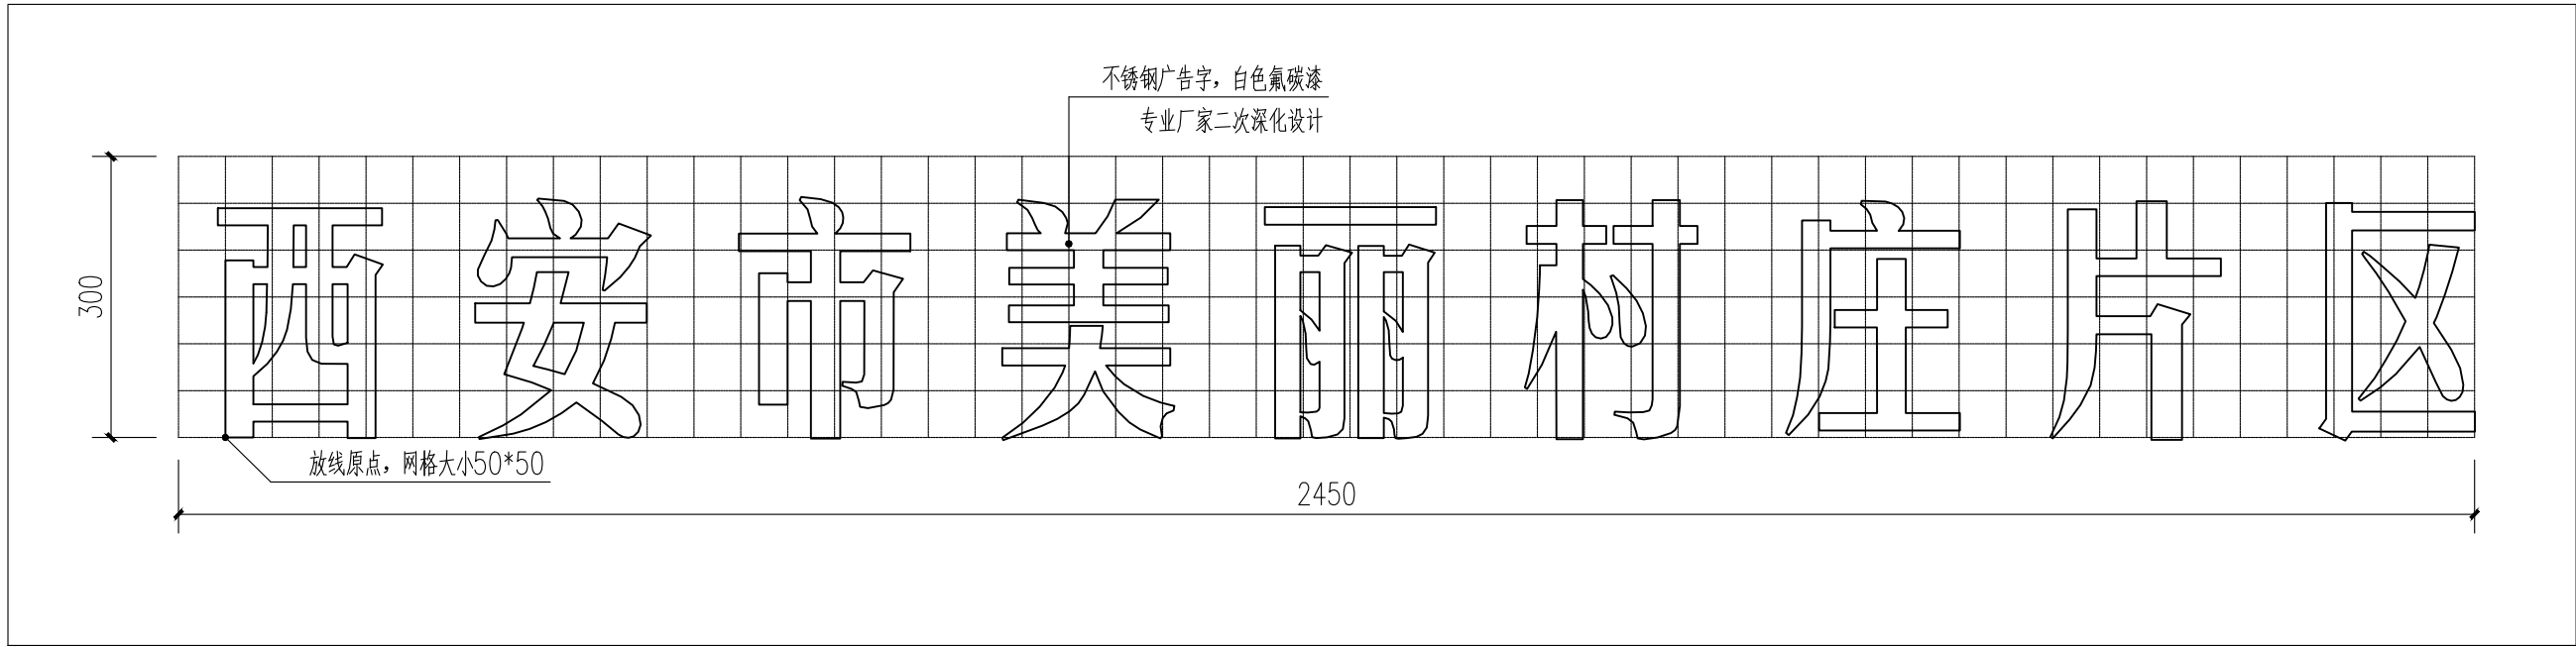 不锈钢广告字，白色氟碳漆
专业厂家二次深化设计
300
西安市美丽村庄片区
放线原点，网格大小50*50
2450